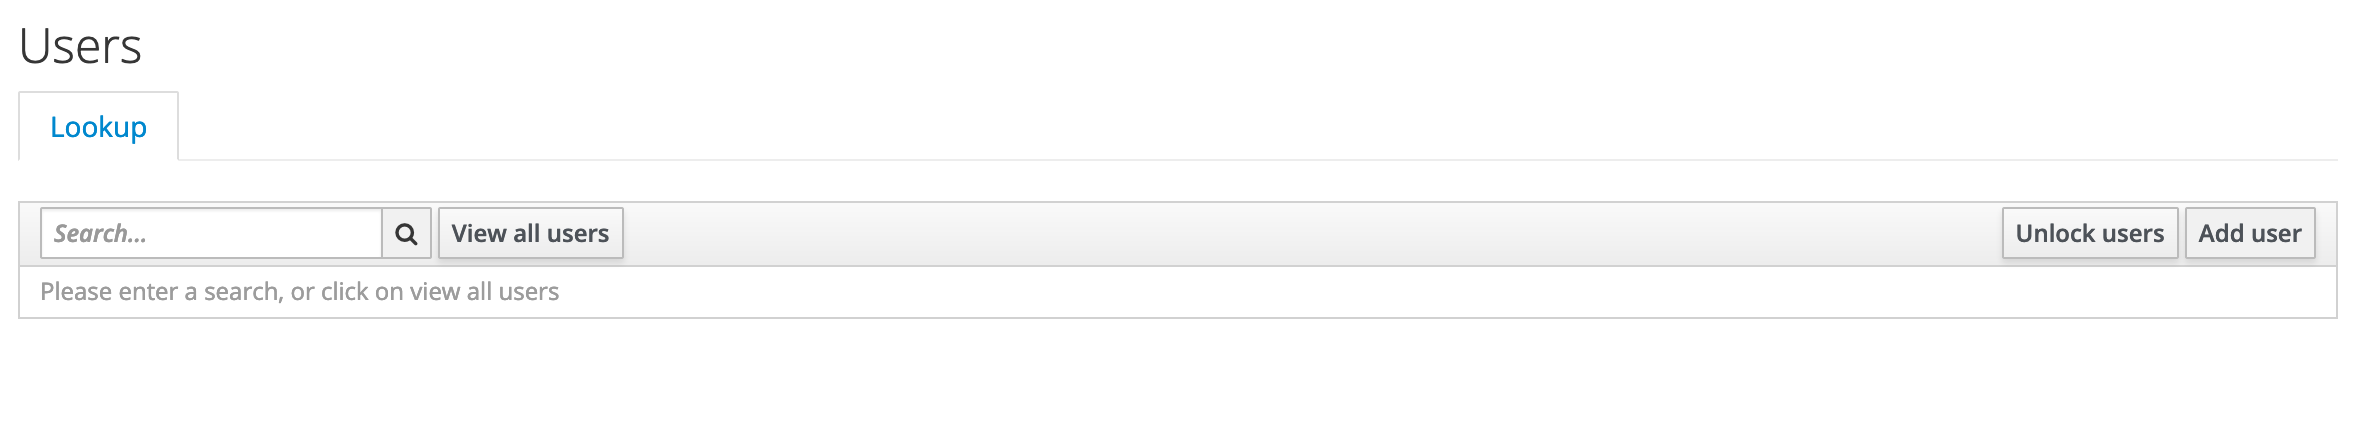 Users
Lookup
Search... View all users Unlock users Add user
Please enter a search, or click on view all users